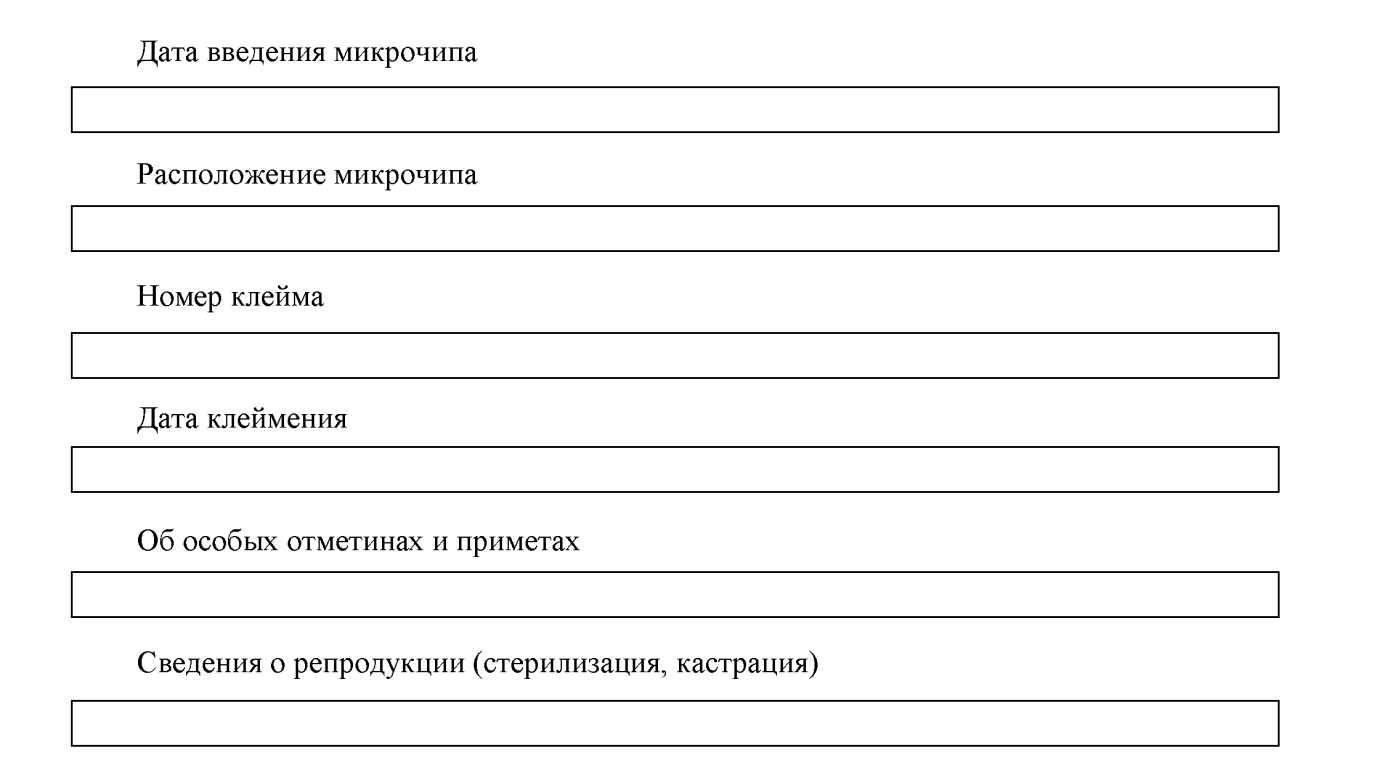 Дата введения микрочипа
Расположение микрочипа
Номер клейма
Дата клеймения
Об особых отметинах и приметах
Сведения о репродукции (стерилизация, кастрация)